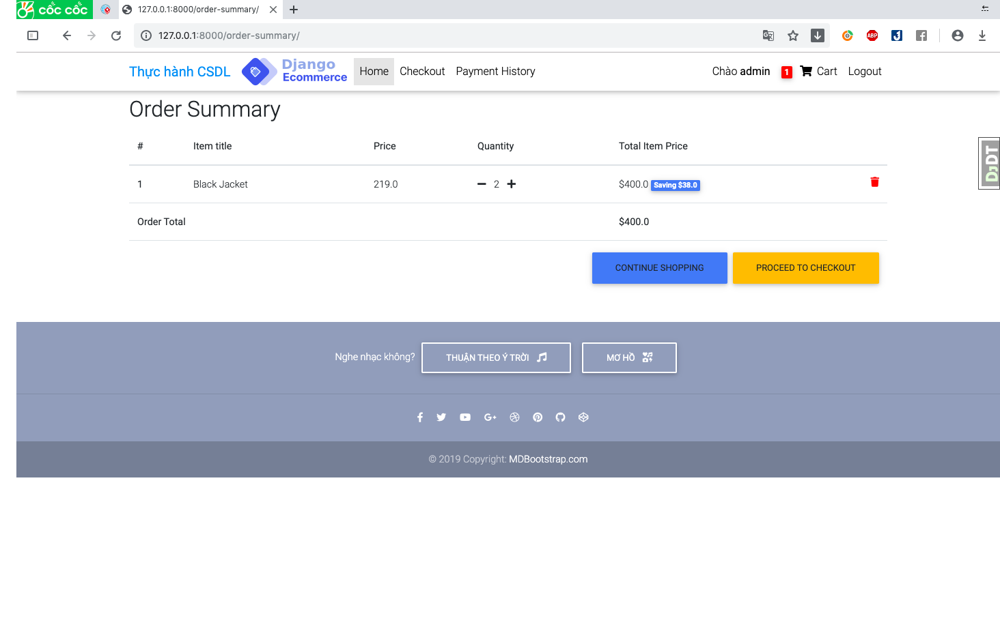 cốc cốc
127.0.0.1:8000/order-summary/
127.0.0.1:8000/order-summary/
ABP
Thực hành CSDL
Django
Ecommerce
Home
Checkout
Payment History
Chào admin
1
Cart
Logout
Order Summary
DjDT
# Item title Price Quantity Total Item Price
1 Black Jacket 219.0 2 $400.0 Saving $38.0
Order Total $400.0
CONTINUE SHOPPING
PROCEED TO CHECKOUT
Nghe nhạc không?
THUẬN THEO Ý TRỜI
MƠ HỒ
© 2019 Copyright: MDBootstrap.com